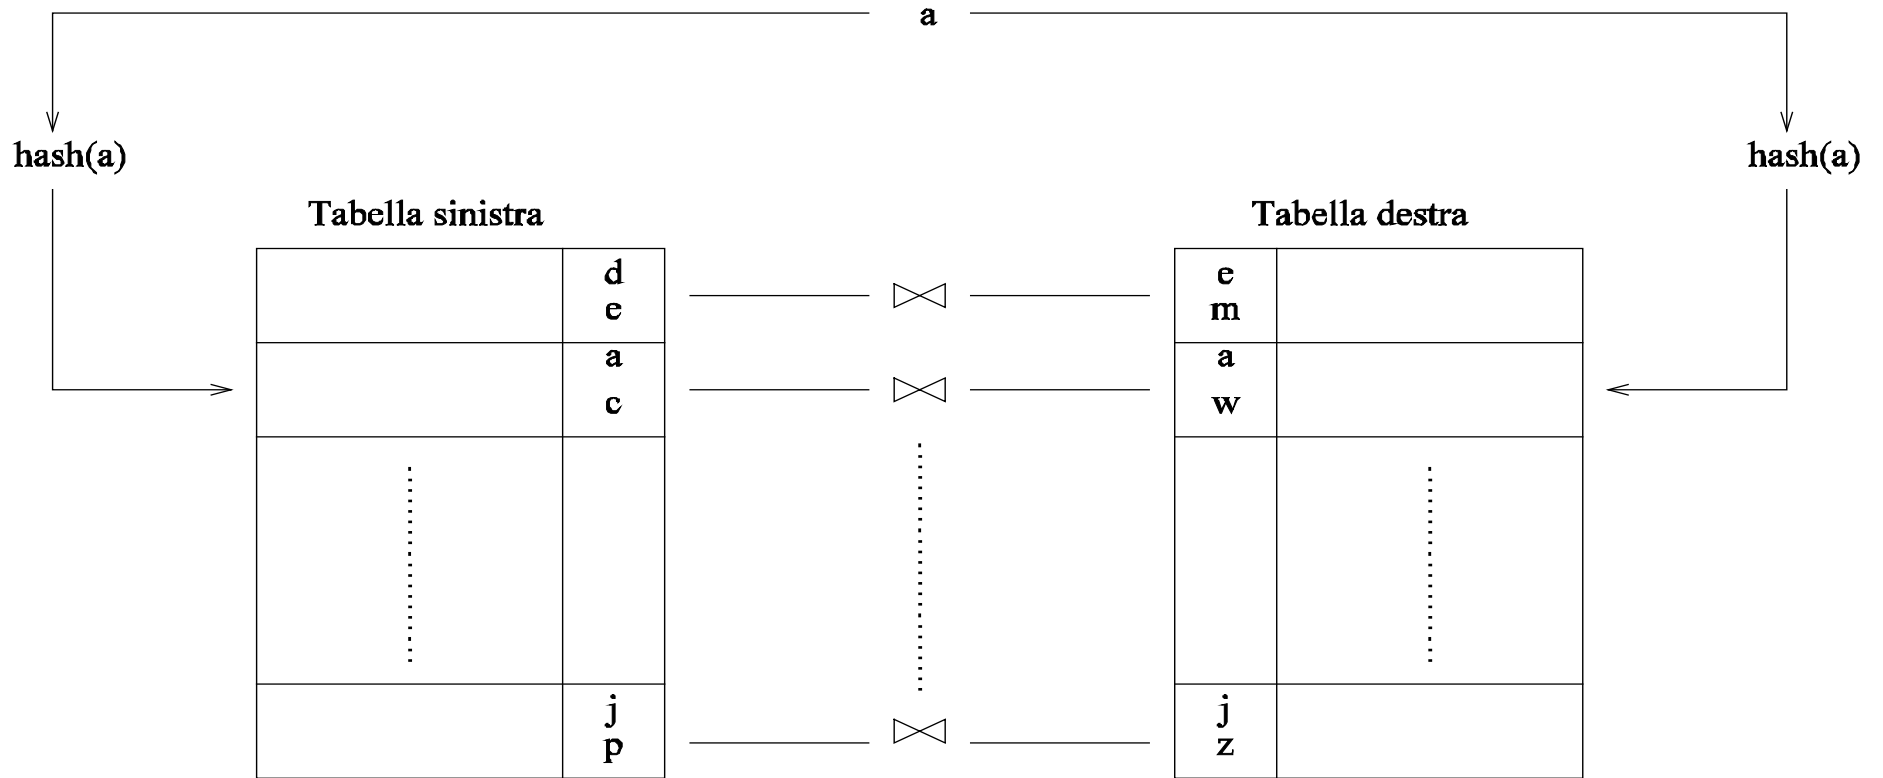 a
hash(a)
hash(a)
Tabella sinistra
Tabella destra
d
e
e
m
a
a
c
w
j
j
p
z